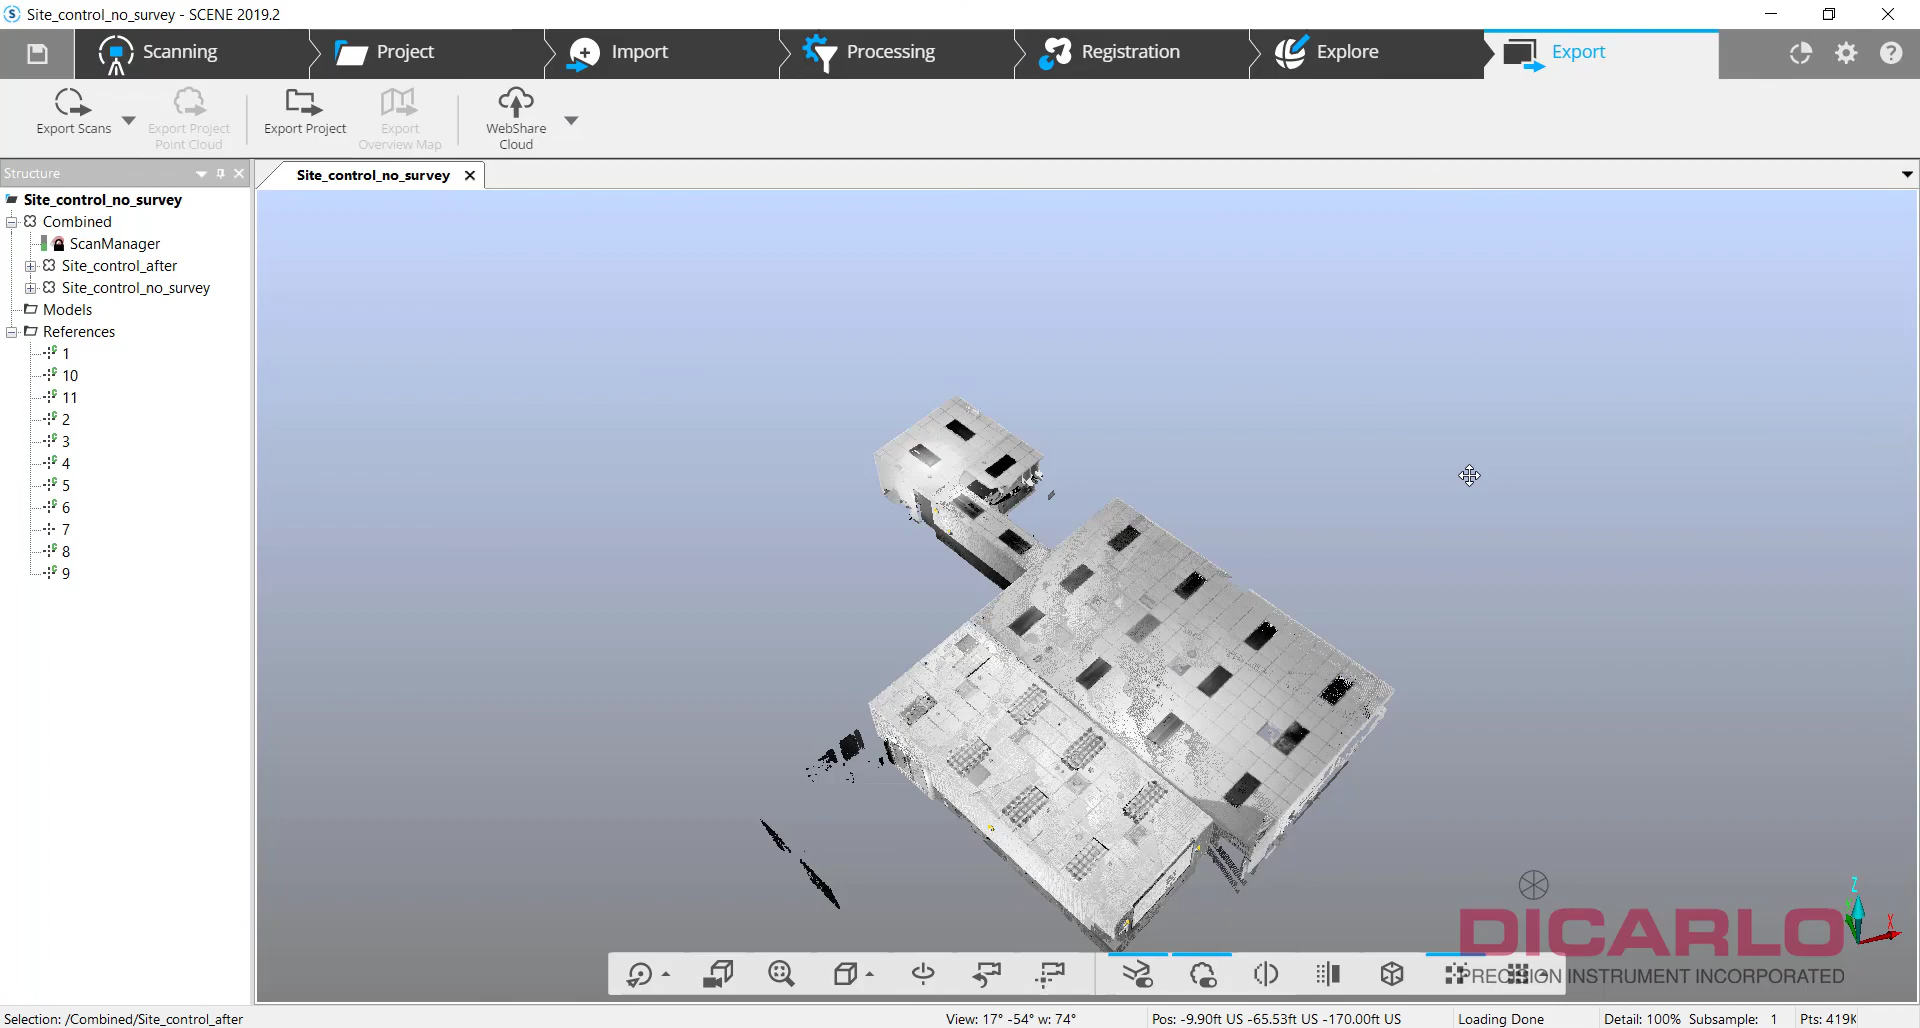 Site_control_no_survey - SCENE 2019.2
Scanning
Project
Import
Processing
Registration
Explore
Export
Export Scans
Export Project
Point Cloud
Export Project
Export
Overview Map
WebShare
Cloud
Structure
Site_control_no_survey
Site_control_no_survey
Combined
ScanManager
Site_control_after
Site_control_no_survey
Models
References
1
10
11
2
3
4
5
6
7
8
9
Z
X
DICARLO
PRECISION INSTRUMENT INCORPORATED
Selection: /Combined/Site_control_after
View: 17° -54° w: 74°
Pos: -9.90ft US -65.53ft US -170.00ft US
Loading Done
Detail: 100% Subsample: 1
Pts: 419K